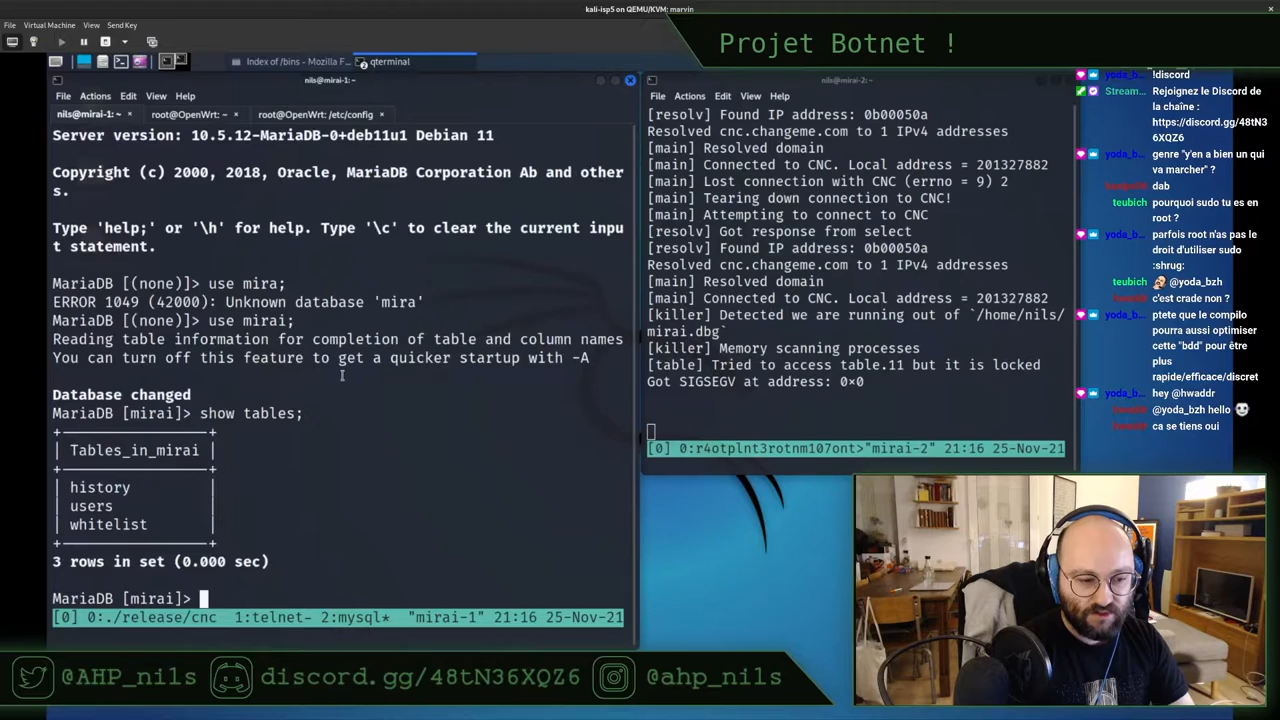 kali-isp5 on QEMU/KVM: marvin
File Virtual Machine View Send Key
Projet Botnet !
Index of /bins - Mozilla F...
qterminal
nils@mirai-1: ~
File Actions Edit View Help
nils@mirai-1: ~ × root@OpenWrt: ~ × root@OpenWrt: /etc/config ×
Server version: 10.5.12-MariaDB-0+deb11u1 Debian 11
Copyright (c) 2000, 2018, Oracle, MariaDB Corporation Ab and other
s.
Type 'help;' or '\h' for help. Type '\c' to clear the current inpu
t statement.
MariaDB [(none)]> use mira;
ERROR 1049 (42000): Unknown database 'mira'
MariaDB [(none)]> use mirai;
Reading table information for completion of table and column names
You can turn off this feature to get a quicker startup with -A
Database changed
MariaDB [mirai]> show tables;
+-----------------+
| Tables_in_mirai |
+-----------------+
| history |
| users |
| whitelist |
+-----------------+
3 rows in set (0.000 sec)
MariaDB [mirai]>
[0] 0:./release/cnc 1:telnet- 2:mysql* "mirai-1" 21:16 25-Nov-21
nils@mirai-2: ~
File Actions Edit View Help
[resolv] Found IP address: 0b00050a
Resolved cnc.changeme.com to 1 IPv4 addresses
[main] Resolved domain
[main] Connected to CNC. Local address = 201327882
[main] Lost connection with CNC (errno = 9) 2
[main] Tearing down connection to CNC!
[main] Attempting to connect to CNC
[resolv] Got response from select
[resolv] Found IP address: 0b00050a
Resolved cnc.changeme.com to 1 IPv4 addresses
[main] Resolved domain
[main] Connected to CNC. Local address = 201327882
[killer] Detected we are running out of `/home/nils/
mirai.dbg`
[killer] Memory scanning processes
[table] Tried to access table.11 but it is locked
Got SIGSEGV at address: 0×0
[0] 0:r4otplnt3rotnm107ont>"mirai-2" 21:16 25-Nov-21
yoda_b... !discord
Stream... Rejoignez le Discord de
la chaîne :
https://discord.gg/48tN3
6XQZ6
yoda_b... genre "y'en a bien un qui
va marcher" ?
dab
teubich pourquoi sudo tu es en
root ?
yoda_b... parfois root n'as pas le
droit d'utiliser sudo
:shrug:
teubich @yoda_bzh
c'est crade non ?
yoda_b... ptete que le compilo
pourra aussi optimiser
cette "bdd" pour être
plus
rapide/efficace/discret
yoda_b... hey @hwaddr
@yoda_bzh hello
ca se tiens oui
@AHP_nils discord.gg/48tN36XQZ6 @ahp_nils